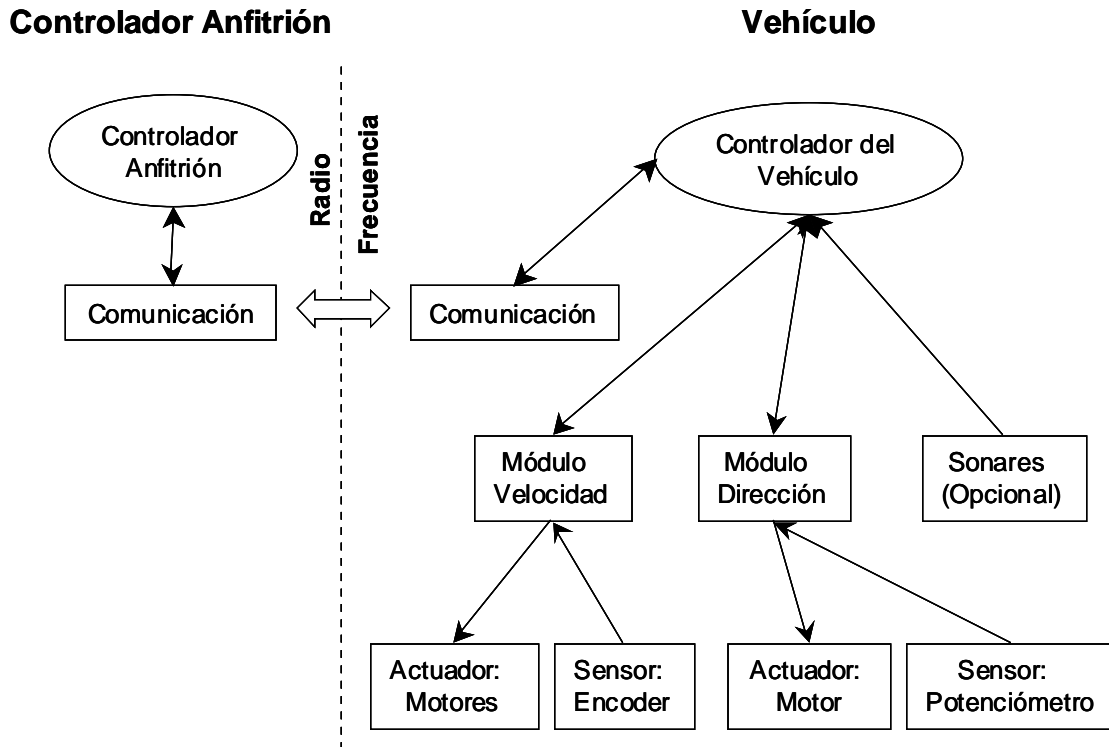 Controlador Anfitrión
Vehículo
Controlador
Anfitrión
Radio
Frecuencia
Controlador del
Vehículo
Comunicación
Comunicación
Módulo
Velocidad
Módulo
Dirección
Sonares
(Opcional)
Actuador:
Motores
Sensor:
Encoder
Actuador:
Motor
Sensor:
Potenciómetro